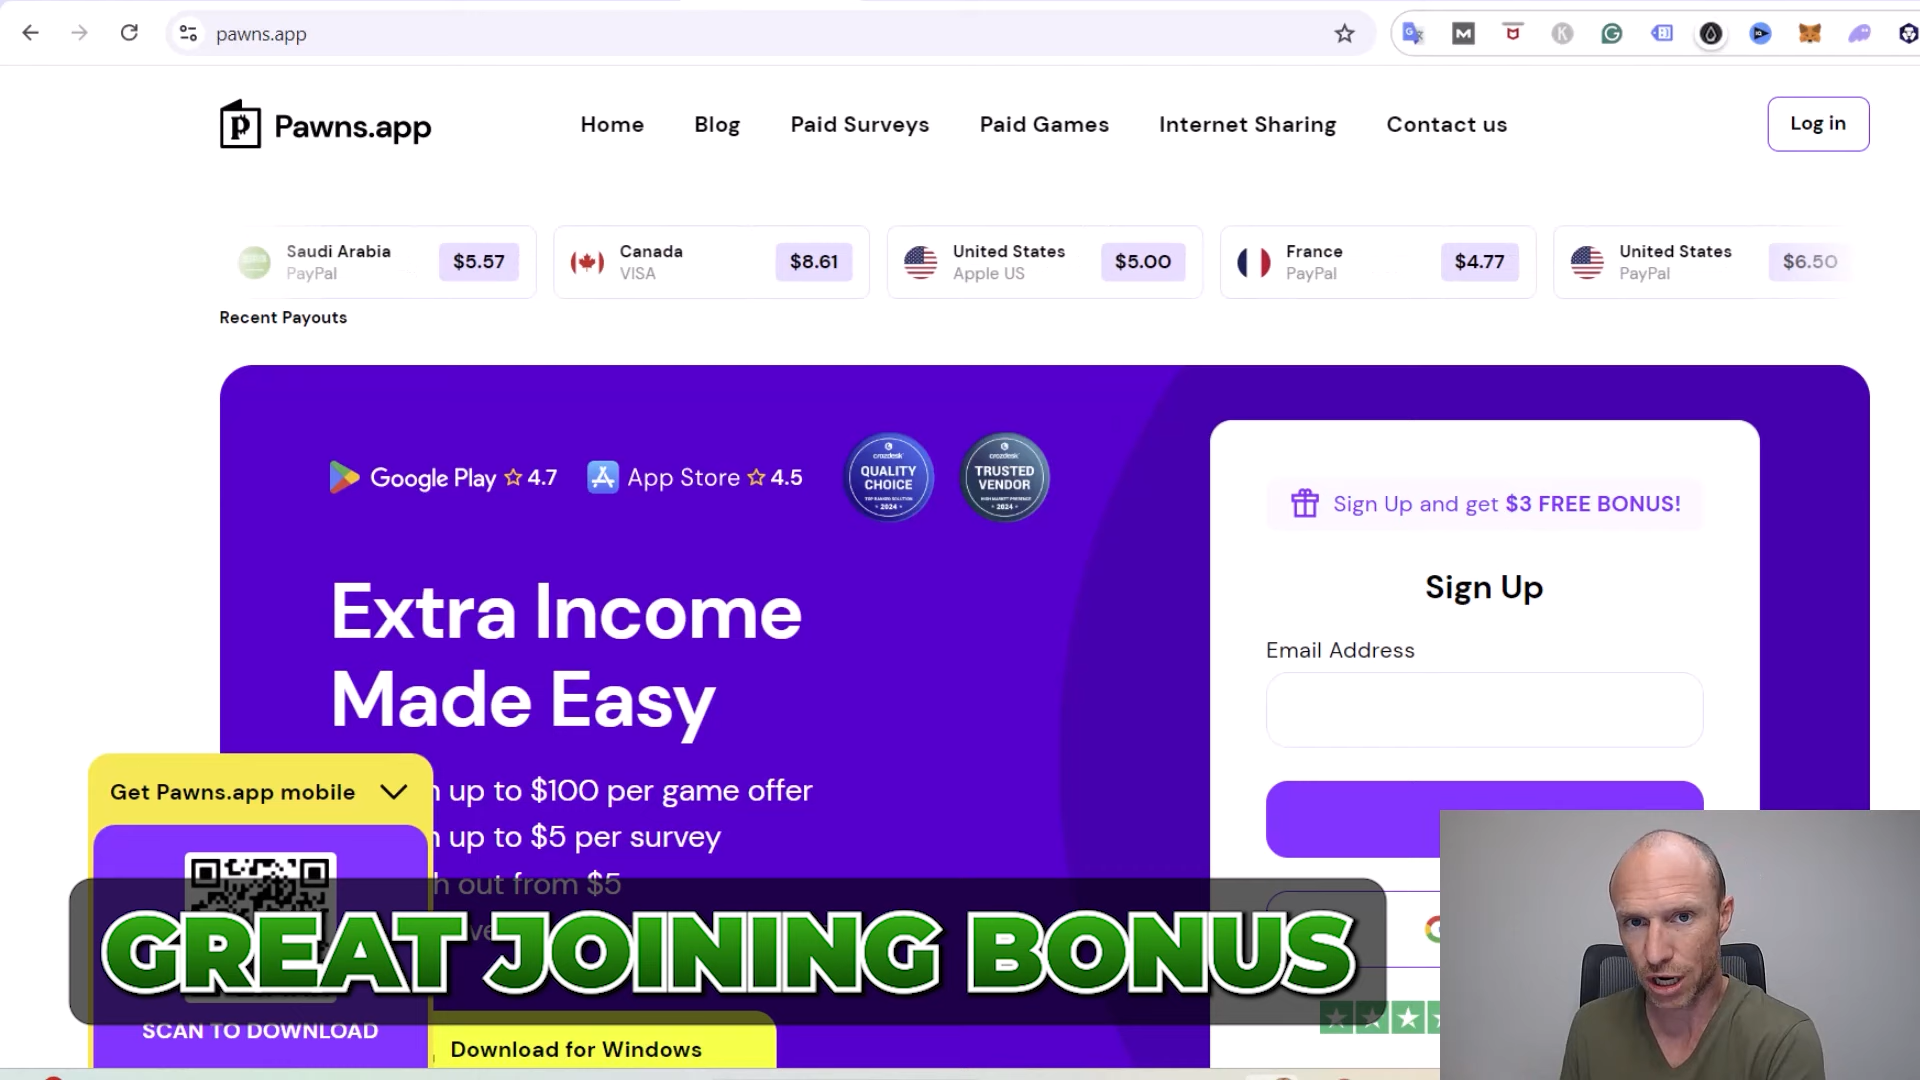 pawns.app
Pawns.app
Home
Blog
Paid Surveys
Paid Games
Internet Sharing
Contact us
Log in
Saudi Arabia
PayPal
$5.57
Canada
VISA
$8.61
United States
Apple US
$5.00
France
PayPal
$4.77
United States
PayPal
$6.50
Recent Payouts
Google Play 4.7
App Store 4.5
crozdesk
QUALITY
CHOICE
2024
crozdesk
TRUSTED
VENDOR
2024
Extra Income
Made Easy
up to $100 per game offer
up to $5 per survey
out from $5
Sign Up and get $3 FREE BONUS!
Sign Up
Email Address
Get Pawns.app mobile
GREAT JOINING BONUS
SCAN TO DOWNLOAD
Download for Windows